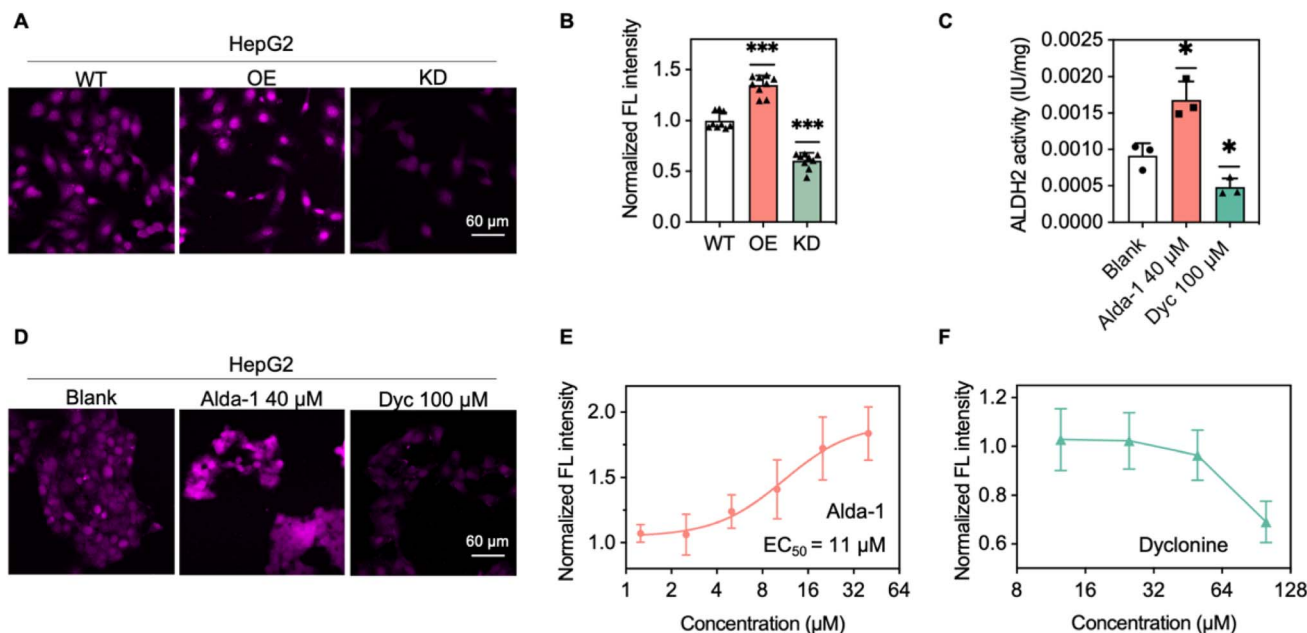 A
HepG2
WT OE KD
60 µm
B
Normalized FL intensity
1.5
1.0
0.5
0.0
***
***
WT OE KD
C
ALDH2 activity (IU/mg)
0.0025
0.0020
0.0015
0.0010
0.0005
0.0000
*
*
Blank
Alda-1 40 µM
Dyc 100 µM
D
HepG2
Blank Alda-1 40 µM Dyc 100 µM
60 µm
E
Normalized FL intensity
2.0
1.5
1.0
Alda-1
EC₅₀ = 11 µM
1 2 4 8 16 32 64
Concentration (µM)
F
Normalized FL intensity
1.2
1.0
0.8
0.6
Dyclonine
8 16 32 64 128
Concentration (µM)